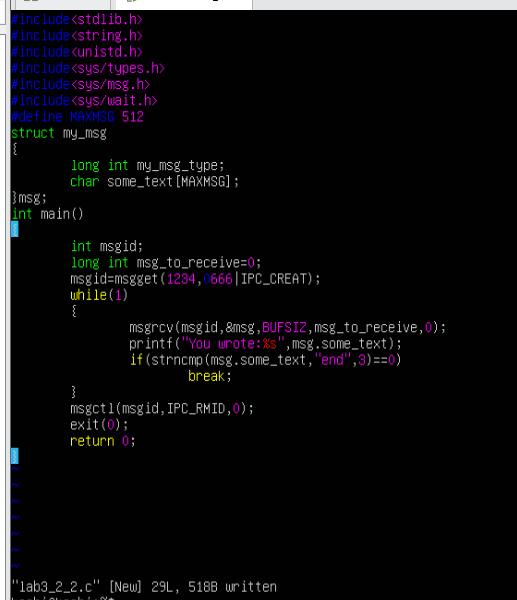 #include<stdlib.h>
#include<string.h>
#include<unistd.h>
#include<sys/types.h>
#include<sys/msg.h>
#include<sys/wait.h>
#define MAXMSG 512
struct my_msg
{
        long int my_msg_type;
        char some_text[MAXMSG];
}msg;
int main()
{
        int msgid;
        long int msg_to_receive=0;
        msgid=msgget(1234,0666|IPC_CREAT);
        while(1)
        {
                msgrcv(msgid,&msg,BUFSIZ,msg_to_receive,0);
                printf("You wrote:%s",msg.some_text);
                if(strncmp(msg.some_text,"end",3)==0)
                        break;
        }
        msgctl(msgid,IPC_RMID,0);
        exit(0);
        return 0;
}
~
~
~
~
~
~
~
"lab3_2_2.c" [New] 29L, 518B written